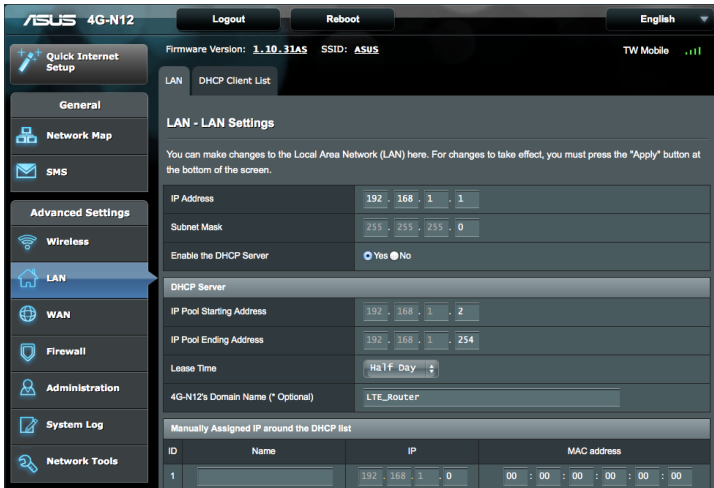 ASUS 4G-N12 Logout Reboot English
Quick Internet Setup
Firmware Version: 1.10.31AS SSID: ASUS TW Mobile
LAN DHCP Client List
General
Network Map
SMS
Advanced Settings
Wireless
LAN
WAN
Firewall
Administration
System Log
Network Tools
LAN - LAN Settings
You can make changes to the Local Area Network (LAN) here. For changes to take effect, you must press the "Apply" button at
the bottom of the screen.
IP Address 192 . 168 . 1 . 1
Subnet Mask 255 . 255 . 255 . 0
Enable the DHCP Server Yes No
DHCP Server
IP Pool Starting Address 192 . 168 . 1 . 2
IP Pool Ending Address 192 . 168 . 1 . 254
Lease Time Half Day
4G-N12's Domain Name (* Optional) LTE_Router
Manually Assigned IP around the DHCP list
ID Name IP MAC address
1 192 . 168 . 1 . 0 00 : 00 : 00 : 00 : 00 : 00